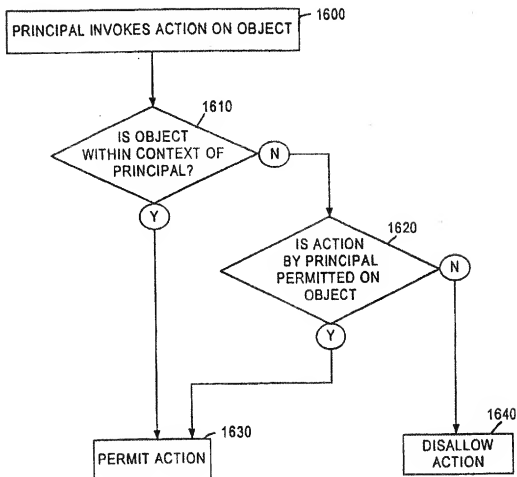 1600
PRINCIPAL INVOKES ACTION ON OBJECT
1610
IS OBJECT
WITHIN CONTEXT OF
PRINCIPAL?
N
Y
1620
IS ACTION
BY PRINCIPAL
PERMITTED ON
OBJECT
N
Y
1630
PERMIT ACTION
1640
DISALLOW
ACTION